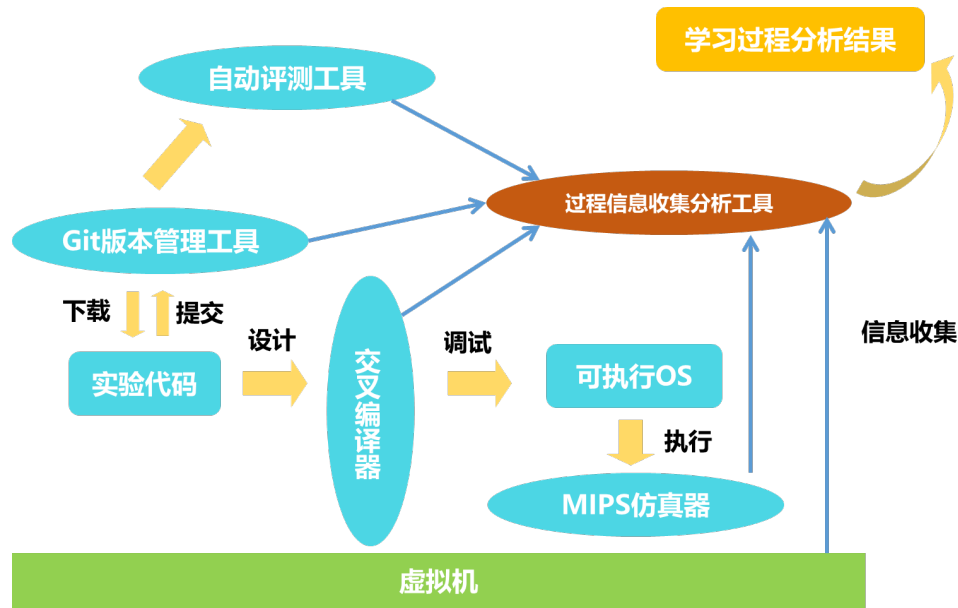 学习过程分析结果
自动评测工具
过程信息收集分析工具
Git版本管理工具
下载
提交
设计
调试
信息收集
实验代码
交叉编译器
可执行OS
执行
MIPS仿真器
虚拟机